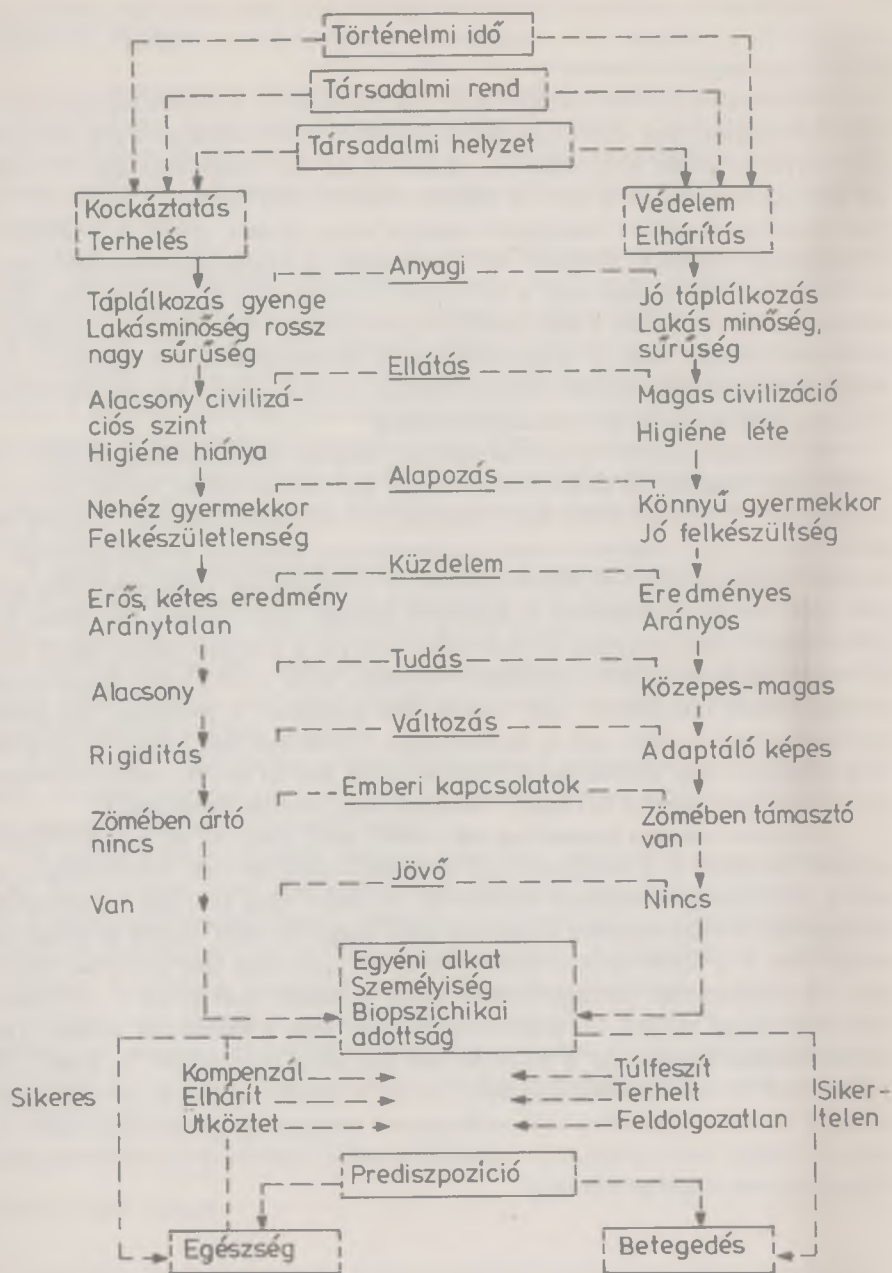 Történelmi idő
Társadalmi rend
Társadalmi helyzet
Kockáztatás
Terhelés
Védelem
Elhárítás
Anyagi
Táplálkozás gyenge
Lakásminőség rossz
nagy sűrűség
Jó táplálkozás
Lakás minőség,
sűrűség
Ellátás
Alacsony civilizá-
ciós szint
Higiéne hiánya
Magas civilizáció
Higiéne léte
Alapozás
Nehéz gyermekkor
Felkészületlenség
Könnyű gyermekkor
Jó felkészültség
Küzdelem
Erős, kétes eredmény
Aránytalan
Eredményes
Arányos
Tudás
Alacsony
Közepes-magas
Változás
Rigiditás
Adaptáló képes
Emberi kapcsolatok
Zömében ártó
nincs
Zömében támasztó
van
Jövő
Van
Nincs
Egyéni alkat
Személyiség
Biopszichikai
adottság
Sikeres
Kompenzál
Elhárít
Ütköztet
Túlfeszít
Terhelt
Feldolgozatlan
Siker-
telen
Prediszpozíció
Egészség
Betegedés